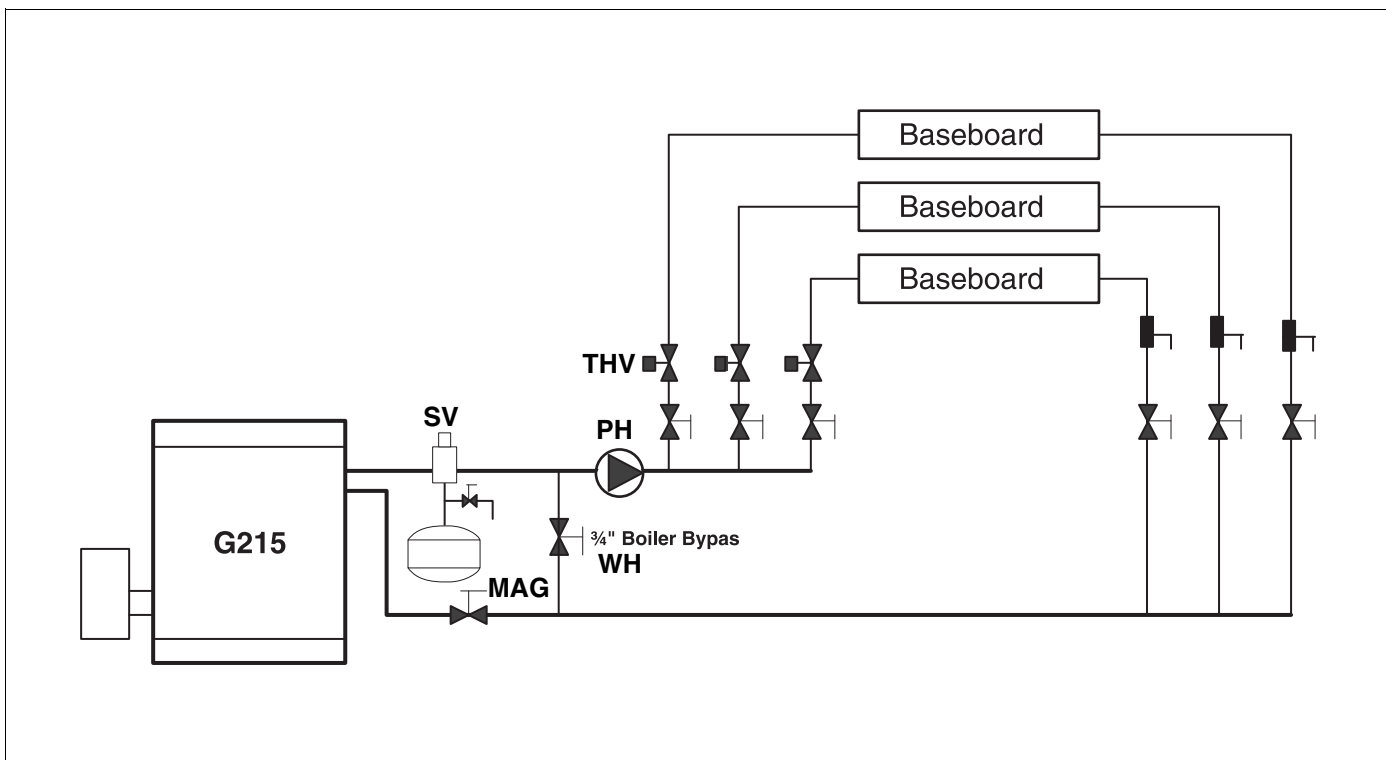 Baseboard
Baseboard
Baseboard
THV
SV
PH
G215
¾" Boiler Bypas
WH
MAG